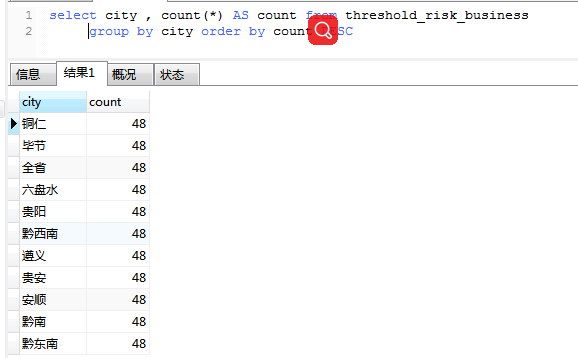 1 select city , count(*) AS count from threshold_risk_business
2 group by city order by count SC
信息 结果1 概况 状态
city count
铜仁 48
毕节 48
全省 48
六盘水 48
贵阳 48
黔西南 48
遵义 48
贵安 48
安顺 48
黔南 48
黔东南 48